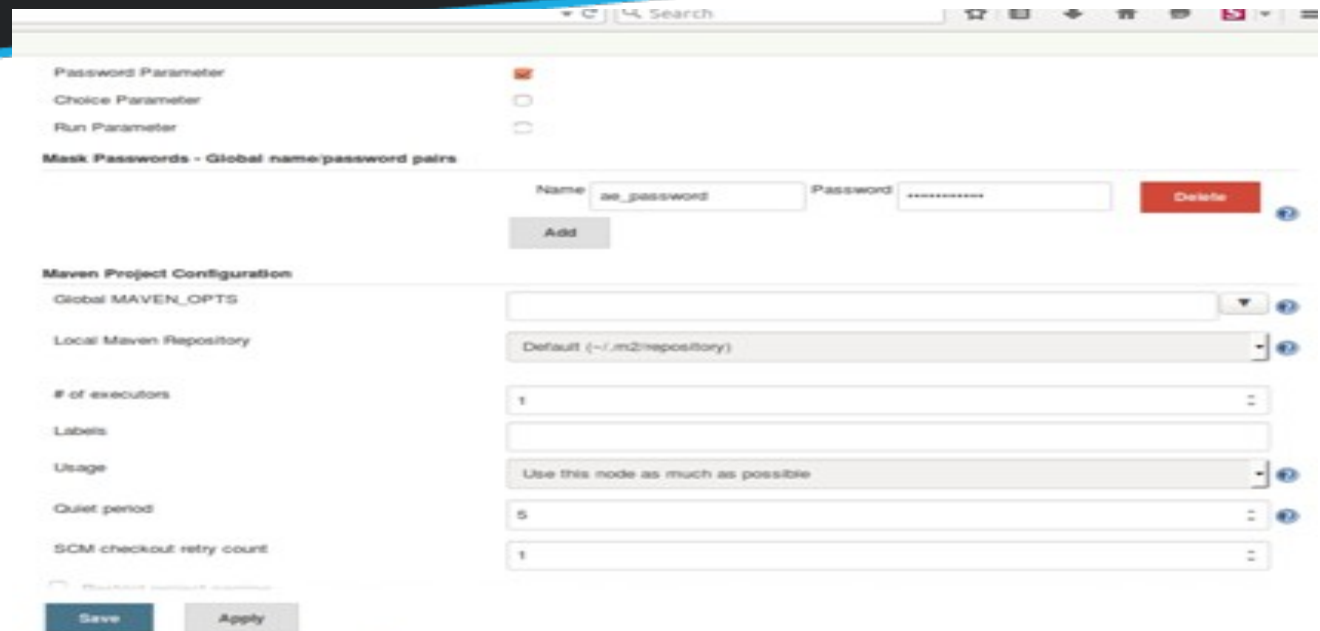 Search
Password Parameter
Choice Parameter
Run Parameter
Mask Passwords - Global name/password pairs
Name ae_password Password ••••••••••••• Delete
Add
Maven Project Configuration
Global MAVEN_OPTS
Local Maven Repository Default (~/.m2/repository)
# of executors 1
Labels
Usage Use this node as much as possible
Quiet period 5
SCM checkout retry count 1
Save Apply